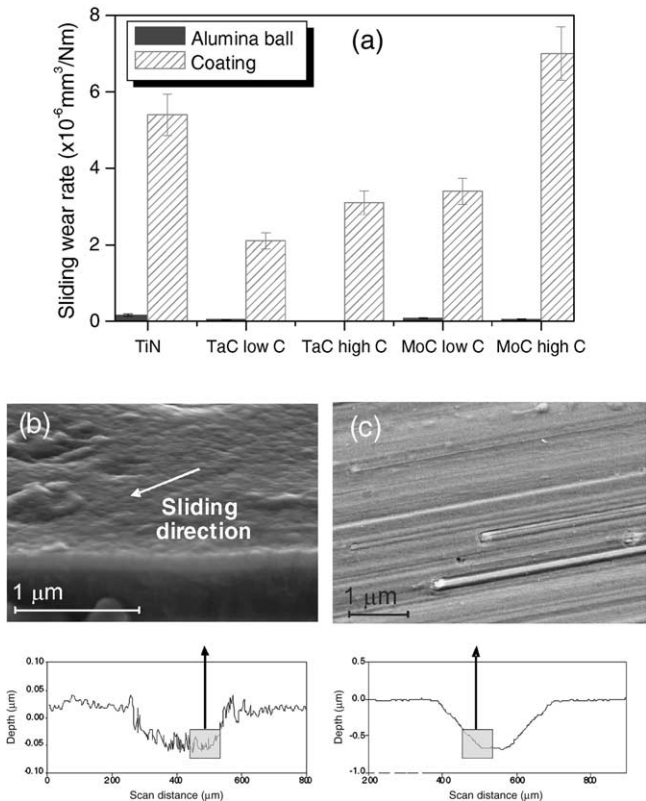 (a)
Alumina ball
Coating
Sliding wear rate (x10⁻⁶mm³/Nm)
8
6
4
2
0
TiN TaC low C TaC high C MoC low C MoC high C
(b)
Sliding
direction
1 μm
(c)
1 μm
Depth (μm)
0.10
0.05
0.00
-0.05
-0.10
0 200 400 600 800
Scan distance (μm)
Depth (μm)
0.5
0.0
-0.5
-1.0
200 400 600 800
Scan distance (μm)